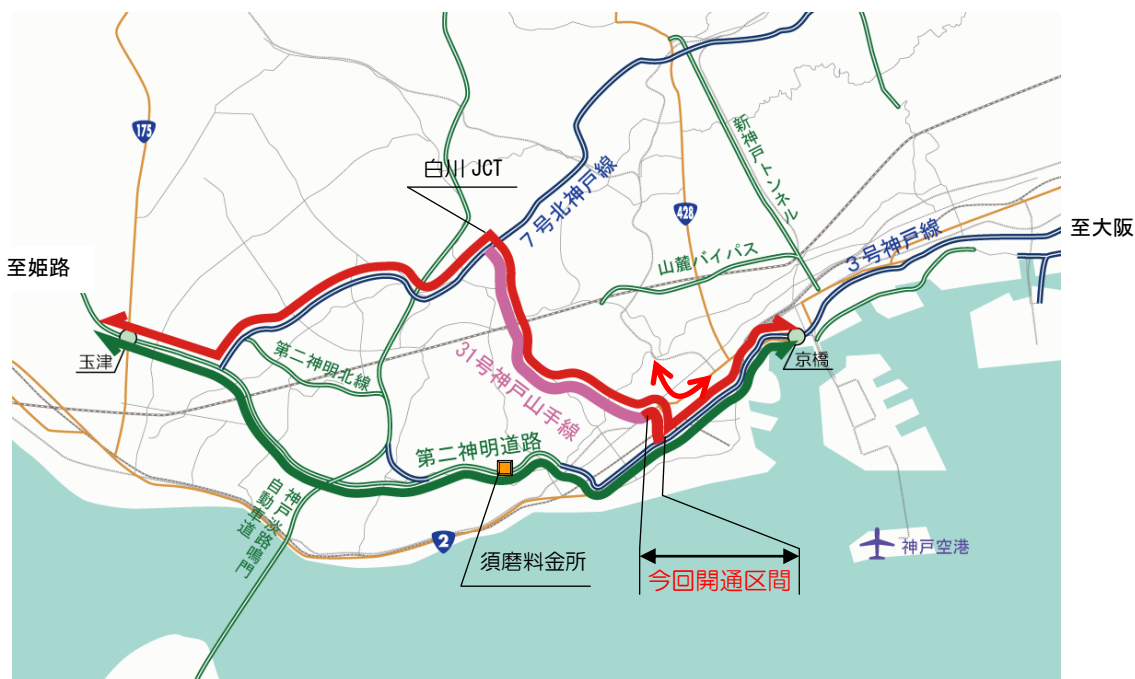 175
白川 JCT
7号北神戸線
新神戸トンネル
428
至大阪
3号神戸線
山麓バイパス
至姫路
玉津
京橋
第二神明北線
31号神戸山手線
第二神明道路
神戸淡路鳴門
自動車道
2
須磨料金所
神戸空港
今回開通区間